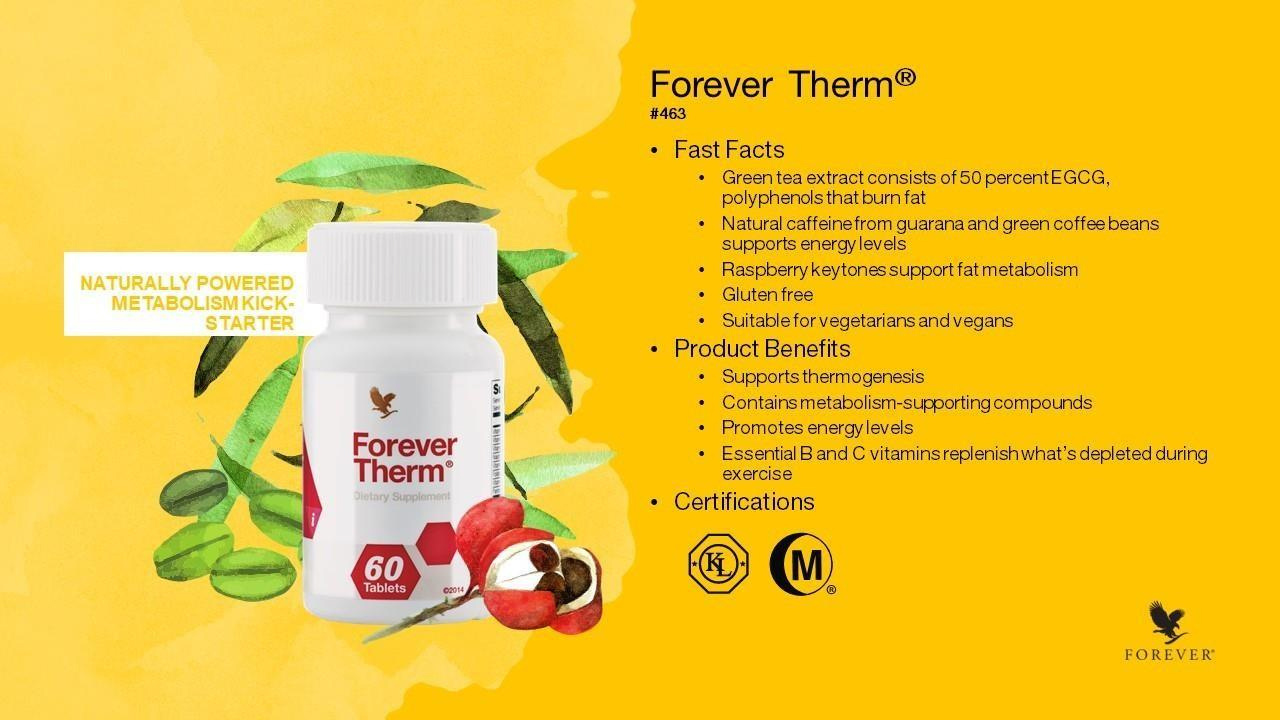 Forever Therm®
#463
• Fast Facts
• Green tea extract consists of 50 percent EGCG,
polyphenols that burn fat
• Natural caffeine from guarana and green coffee beans
supports energy levels
• Raspberry keytones support fat metabolism
• Gluten free
• Suitable for vegetarians and vegans
• Product Benefits
• Supports thermogenesis
• Contains metabolism-supporting compounds
• Promotes energy levels
• Essential B and C vitamins replenish what's depleted during
exercise
• Certifications
KL
M®
NATURALLY POWERED
METABOLISM KICK-
STARTER
Forever
Therm®
Dietary Supplement
60
Tablets
©2014
i
FOREVER®